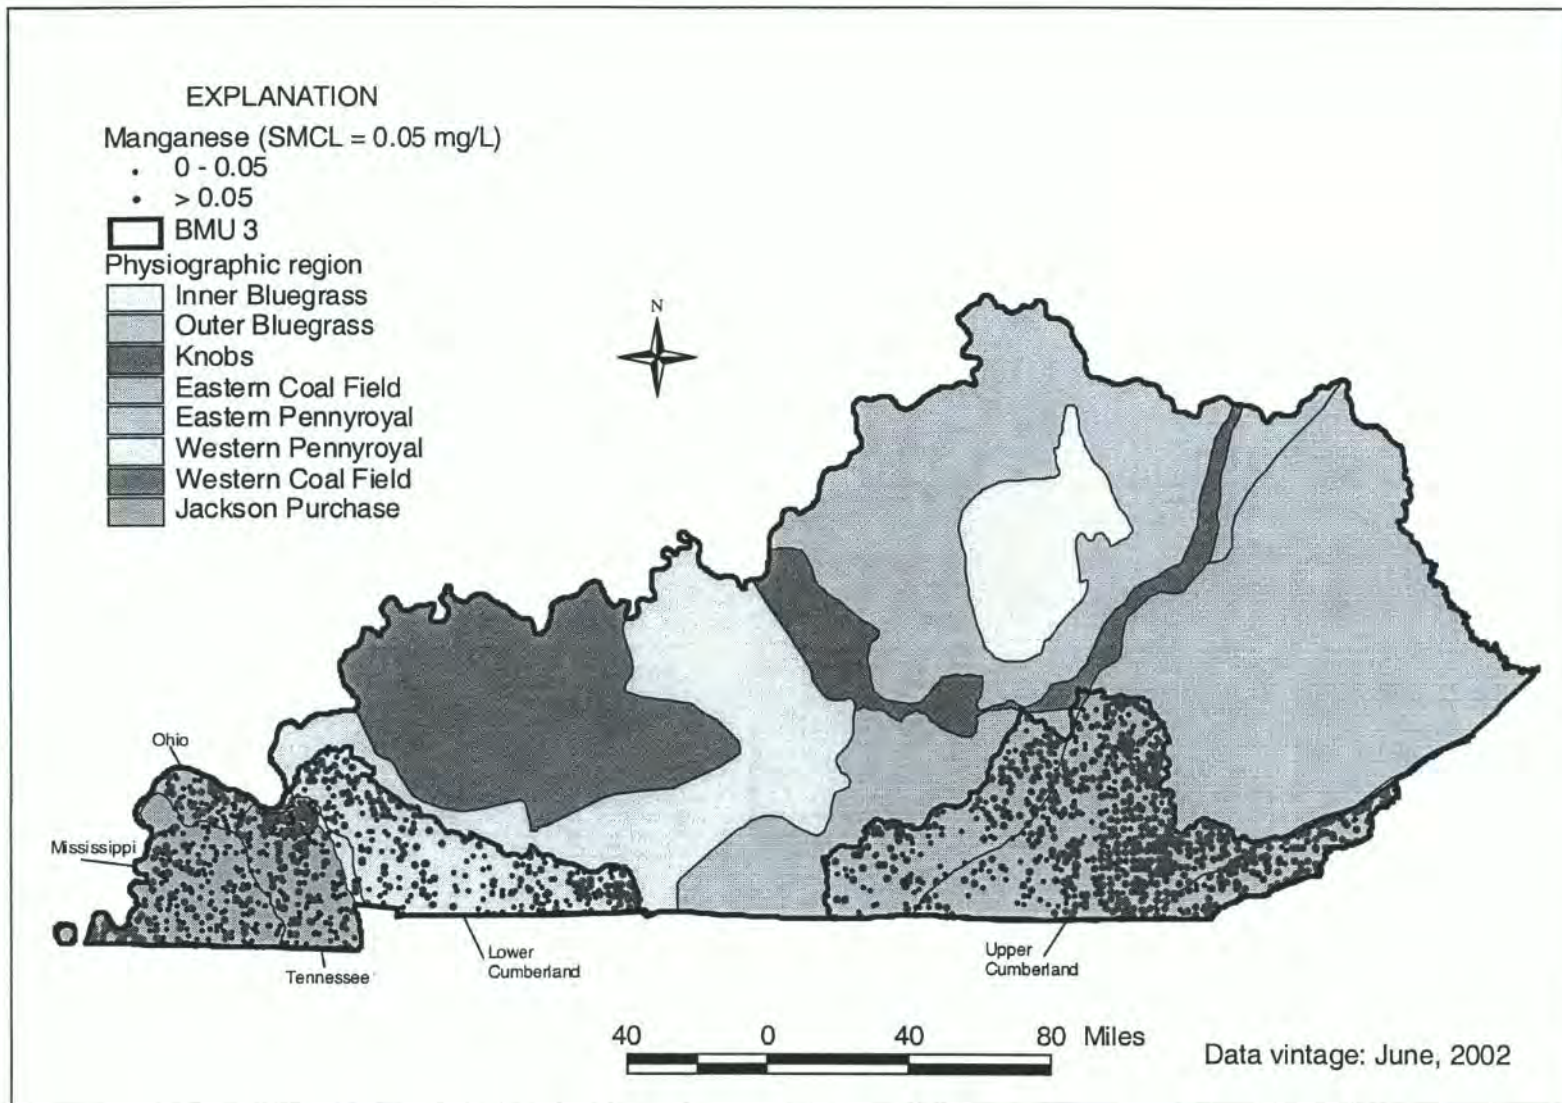 EXPLANATION
Manganese (SMCL = 0.05 mg/L)
0 - 0.05
> 0.05
BMU 3
Physiographic region
Inner Bluegrass
Outer Bluegrass
Knobs
Eastern Coal Field
Eastern Pennyroyal
Western Pennyroyal
Western Coal Field
Jackson Purchase
N
Ohio
Mississippi
Tennessee
Lower
Cumberland
Upper
Cumberland
40 0 40 80 Miles
Data vintage: June, 2002